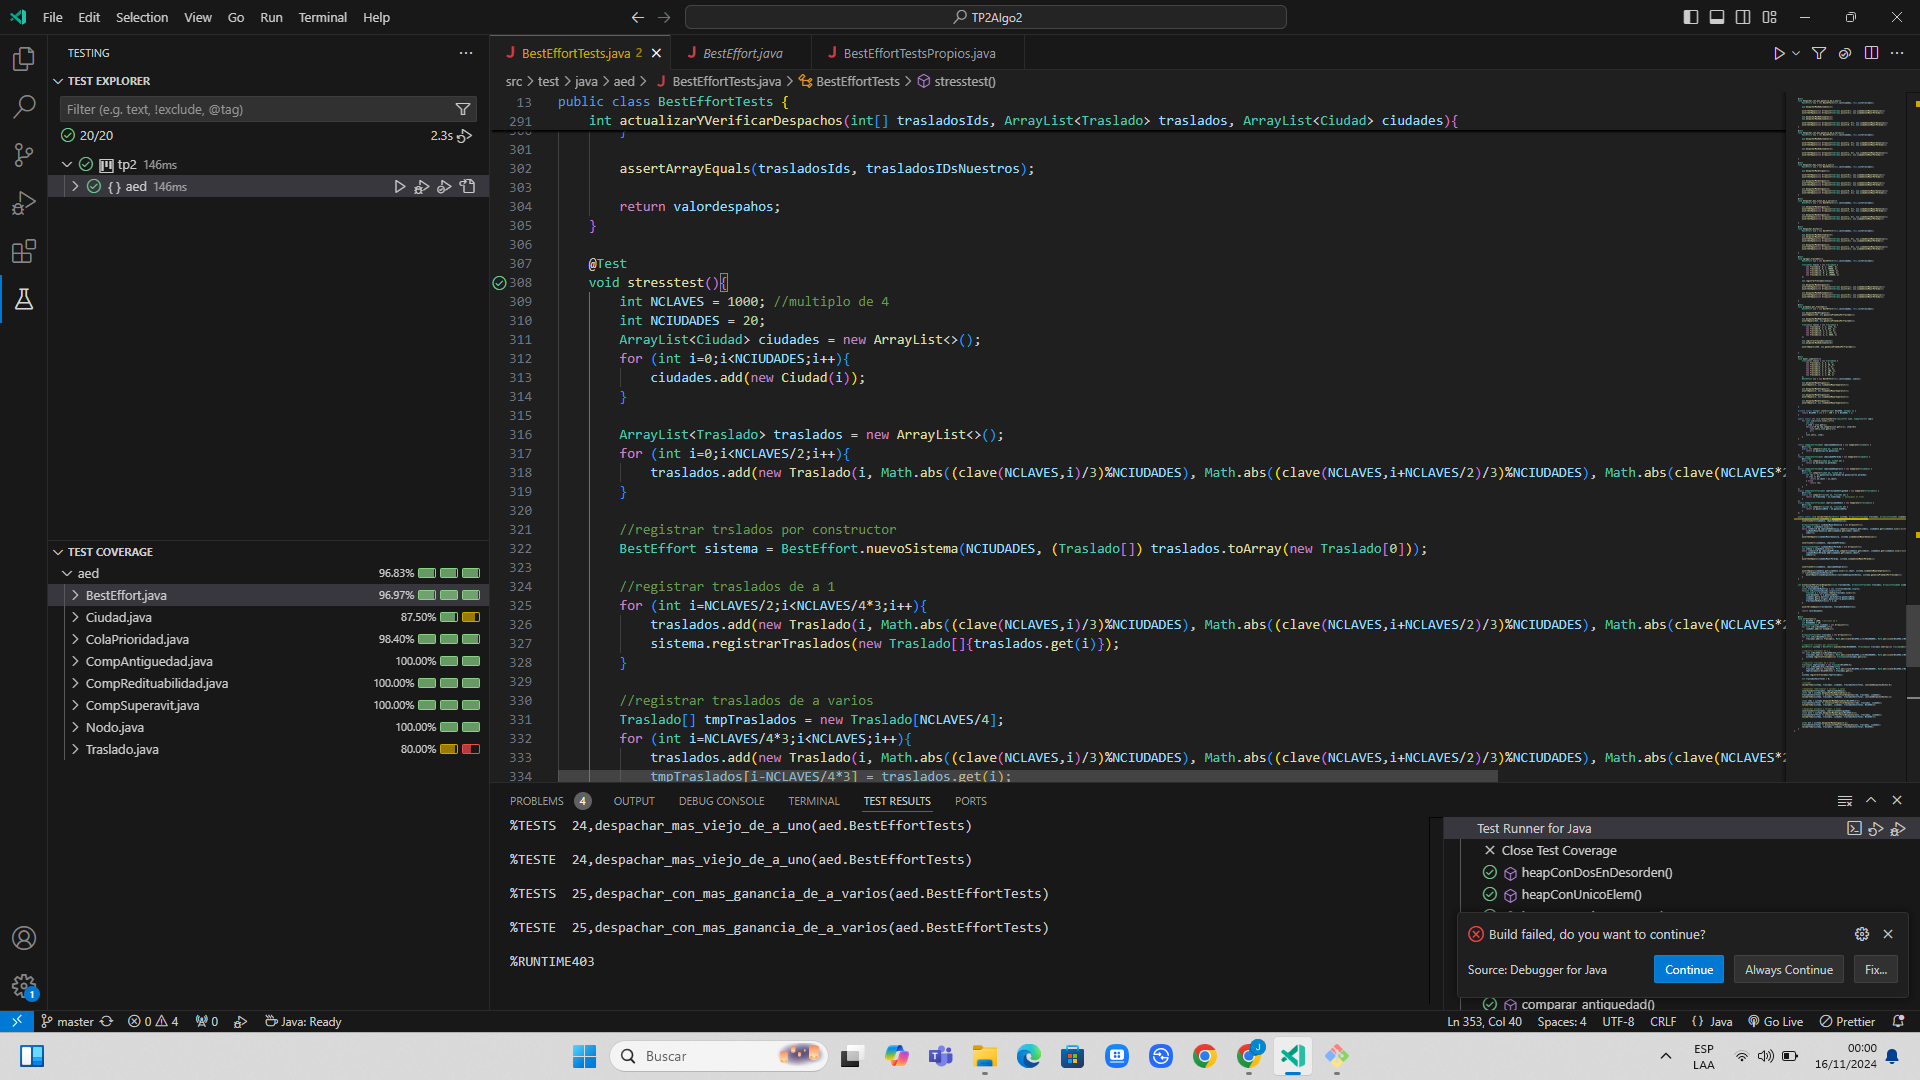 File Edit Selection View Go Run Terminal Help
TP2Algo2
TESTING
TEST EXPLORER
Filter (e.g. text, !exclude, @tag)
20/20 2.3s
tp2 146ms
{} aed 146ms
TEST COVERAGE
aed 96.83%
BestEffort.java 96.97%
Ciudad.java 87.50%
ColaPrioridad.java 98.40%
CompAntiguedad.java 100.00%
CompRedituabilidad.java 100.00%
CompSuperavit.java 100.00%
Nodo.java 100.00%
Traslado.java 80.00%
BestEffortTests.java 2 BestEffort.java BestEffortTestsPropios.java
src > test > java > aed > BestEffortTests.java > BestEffortTests > stresstest()
13 public class BestEffortTests {
291 int actualizarYVerificarDespachos(int[] trasladosIds, ArrayList<Traslado> traslados, ArrayList<Ciudad> ciudades){
300 }
301
302 assertArrayEquals(trasladosIds, trasladosIDsNuestros);
303
304 return valordespahos;
305 }
306
307 @Test
308 void stresstest(){
309 int NCLAVES = 1000; //multiplo de 4
310 int NCIUDADES = 20;
311 ArrayList<Ciudad> ciudades = new ArrayList<>();
312 for (int i=0;i<NCIUDADES;i++){
313 ciudades.add(new Ciudad(i));
314 }
315
316 ArrayList<Traslado> traslados = new ArrayList<>();
317 for (int i=0;i<NCLAVES/2;i++){
318 traslados.add(new Traslado(i, Math.abs((clave(NCLAVES,i)/3)%NCIUDADES), Math.abs((clave(NCLAVES,i+NCLAVES/2)/3)%NCIUDADES), Math.abs(clave(NCLAVES*2
319 }
320
321 //registrar trslados por constructor
322 BestEffort sistema = BestEffort.nuevoSistema(NCIUDADES, (Traslado[]) traslados.toArray(new Traslado[0]));
323
324 //registrar traslados de a 1
325 for (int i=NCLAVES/2;i<NCLAVES/4*3;i++){
326 traslados.add(new Traslado(i, Math.abs((clave(NCLAVES,i)/3)%NCIUDADES), Math.abs((clave(NCLAVES,i+NCLAVES/2)/3)%NCIUDADES), Math.abs(clave(NCLAVES*2
327 sistema.registrarTraslados(new Traslado[]{traslados.get(i)});
328 }
329
330 //registrar traslados de a varios
331 Traslado[] tmpTraslados = new Traslado[NCLAVES/4];
332 for (int i=NCLAVES/4*3;i<NCLAVES;i++){
333 traslados.add(new Traslado(i, Math.abs((clave(NCLAVES,i)/3)%NCIUDADES), Math.abs((clave(NCLAVES,i+NCLAVES/2)/3)%NCIUDADES), Math.abs(clave(NCLAVES*2
334 tmpTraslados[i-NCLAVES/4*3] = traslados.get(i);
PROBLEMS 4 OUTPUT DEBUG CONSOLE TERMINAL TEST RESULTS PORTS
%TESTS 24,despachar_mas_viejo_de_a_uno(aed.BestEffortTests)
%TESTE 24,despachar_mas_viejo_de_a_uno(aed.BestEffortTests)
%TESTS 25,despachar_con_mas_ganancia_de_a_varios(aed.BestEffortTests)
%TESTE 25,despachar_con_mas_ganancia_de_a_varios(aed.BestEffortTests)
%RUNTIME403
Test Runner for Java
Close Test Coverage
heapConDosEnDesorden()
heapConUnicoElem()
Build failed, do you want to continue?
Source: Debugger for Java Continue Always Continue Fix...
comparar_antiguedad()
1
master 0 4 0 Java: Ready Ln 353, Col 40 Spaces: 4 UTF-8 CRLF {} Java Go Live Prettier
Buscar
ESP
LAA
00:00
16/11/2024